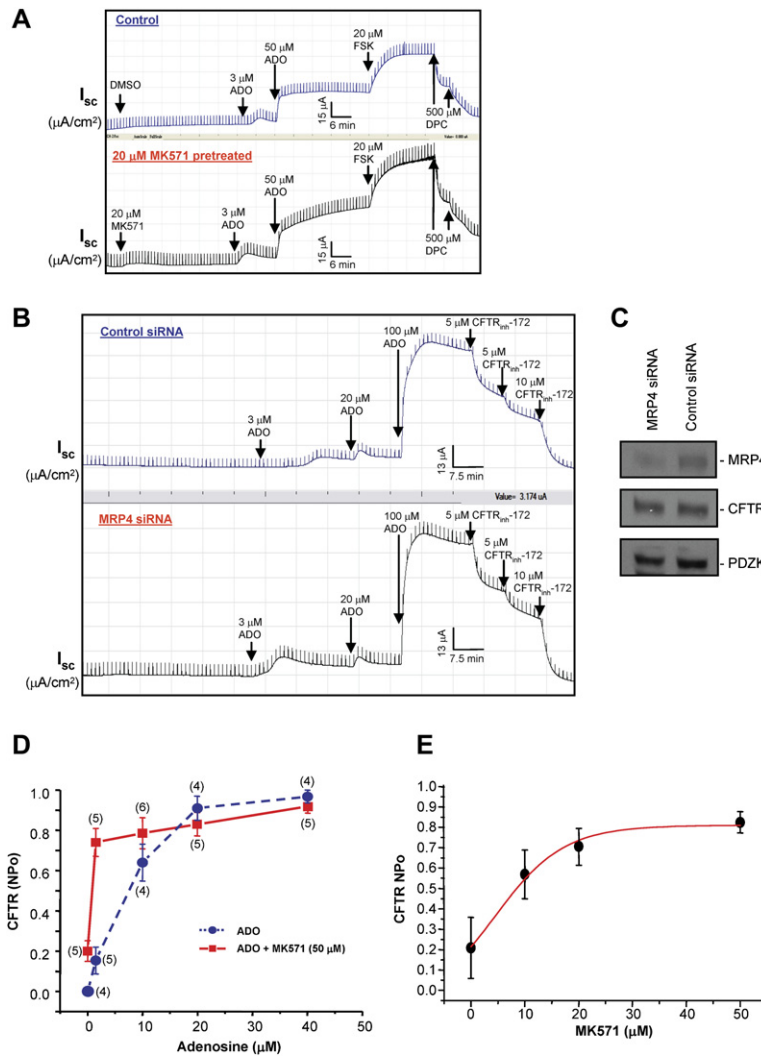 A
Control
DMSO
3 µM
ADO
50 µM
ADO
20 µM
FSK
500 µM
DPC
15 µA
6 min
Isc
(µA/cm²)
20 µM MK571 pretreated
20 µM
MK571
3 µM
ADO
50 µM
ADO
20 µM
FSK
500 µM
DPC
15 µA
6 min
Isc
(µA/cm²)
B
Control siRNA
3 µM
ADO
20 µM
ADO
100 µM
ADO
5 µM CFTRinh-172
5 µM
CFTRinh-172
10 µM
CFTRinh-172
13 µA
7.5 min
Isc
(µA/cm²)
Value= 3.174 uA
MRP4 siRNA
3 µM
ADO
20 µM
ADO
100 µM
ADO
5 µM CFTRinh-172
5 µM
CFTRinh-172
10 µM
CFTRinh-172
13 µA
7.5 min
Isc
(µA/cm²)
C
MRP4 siRNA
Control siRNA
- MRP4
- CFTR
- PDZK
D
CFTR (NPo)
1.0
0.8
0.6
0.4
0.2
0.0
(5)
(6)
(4)
(4)
(5)
(5)
(4)
(5)
(5)
(4)
ADO
ADO + MK571 (50 µM)
0 10 20 30 40 50
Adenosine (µM)
E
CFTR NPo
1.0
0.9
0.8
0.7
0.6
0.5
0.4
0.3
0.2
0.1
0.0
0 10 20 30 40 50
MK571 (µM)